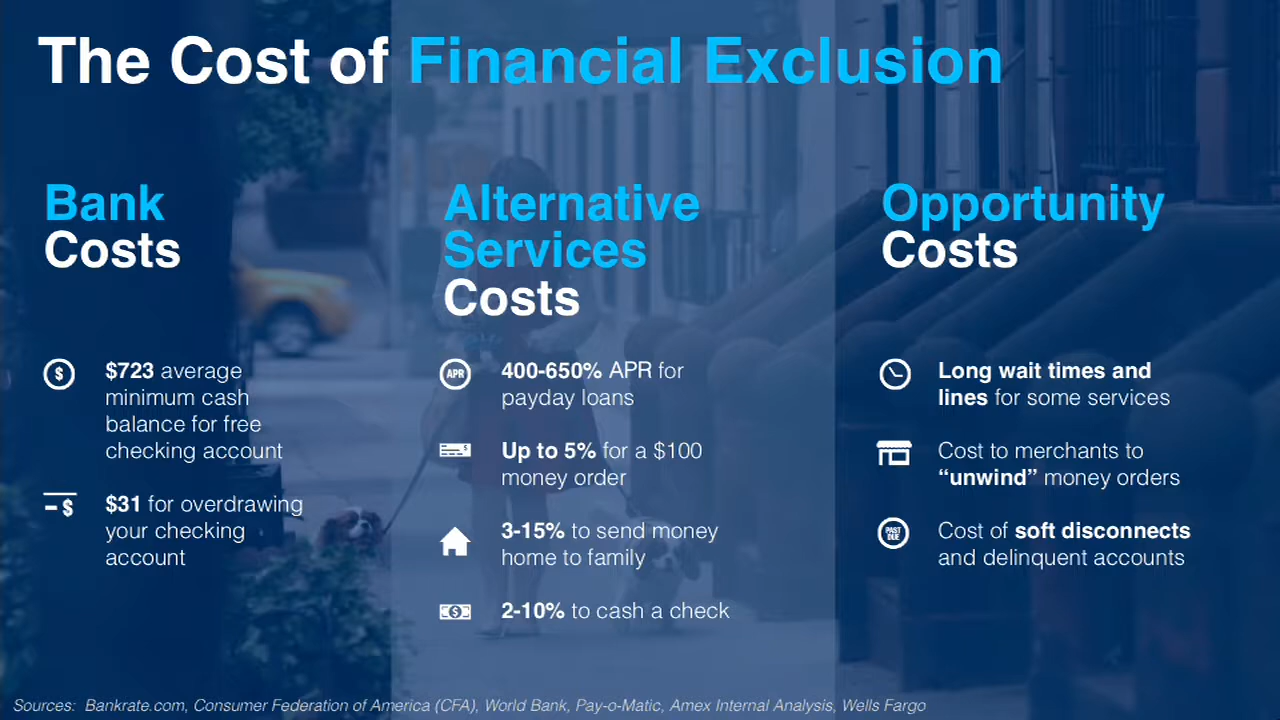 The Cost of Financial Exclusion
Bank
Costs
$
$723 average
minimum cash
balance for free
checking account
$
$31 for overdrawing
your checking
account
Alternative
Services
Costs
APR
400-650% APR for
payday loans
$
Up to 5% for a $100
money order
3-15% to send money
home to family
$
2-10% to cash a check
Opportunity
Costs
Long wait times and
lines for some services
Cost to merchants to
“unwind” money orders
PAST
DUE
Cost of soft disconnects
and delinquent accounts
Sources: Bankrate.com, Consumer Federation of America (CFA), World Bank, Pay-o-Matic, Amex Internal Analysis, Wells Fargo